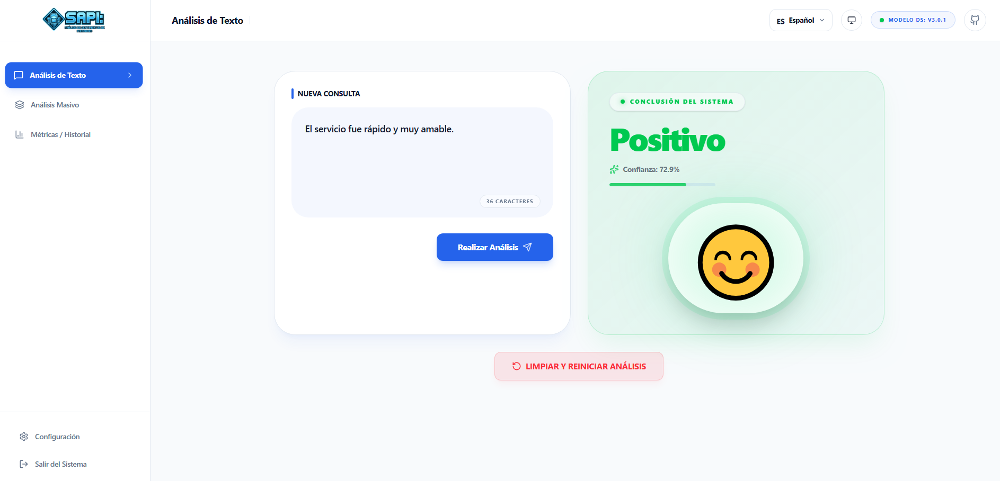 SAPI:
Análisis de Texto
ES Español
MODELO DS: V3.0.1
Análisis de Texto
Análisis Masivo
Métricas / Historial
Configuración
Salir del Sistema
NUEVA CONSULTA
El servicio fue rápido y muy amable.
36 CARACTERES
Realizar Análisis
CONCLUSIÓN DEL SISTEMA
Positivo
Confianza: 72.9%
LIMPIAR Y REINICIAR ANÁLISIS